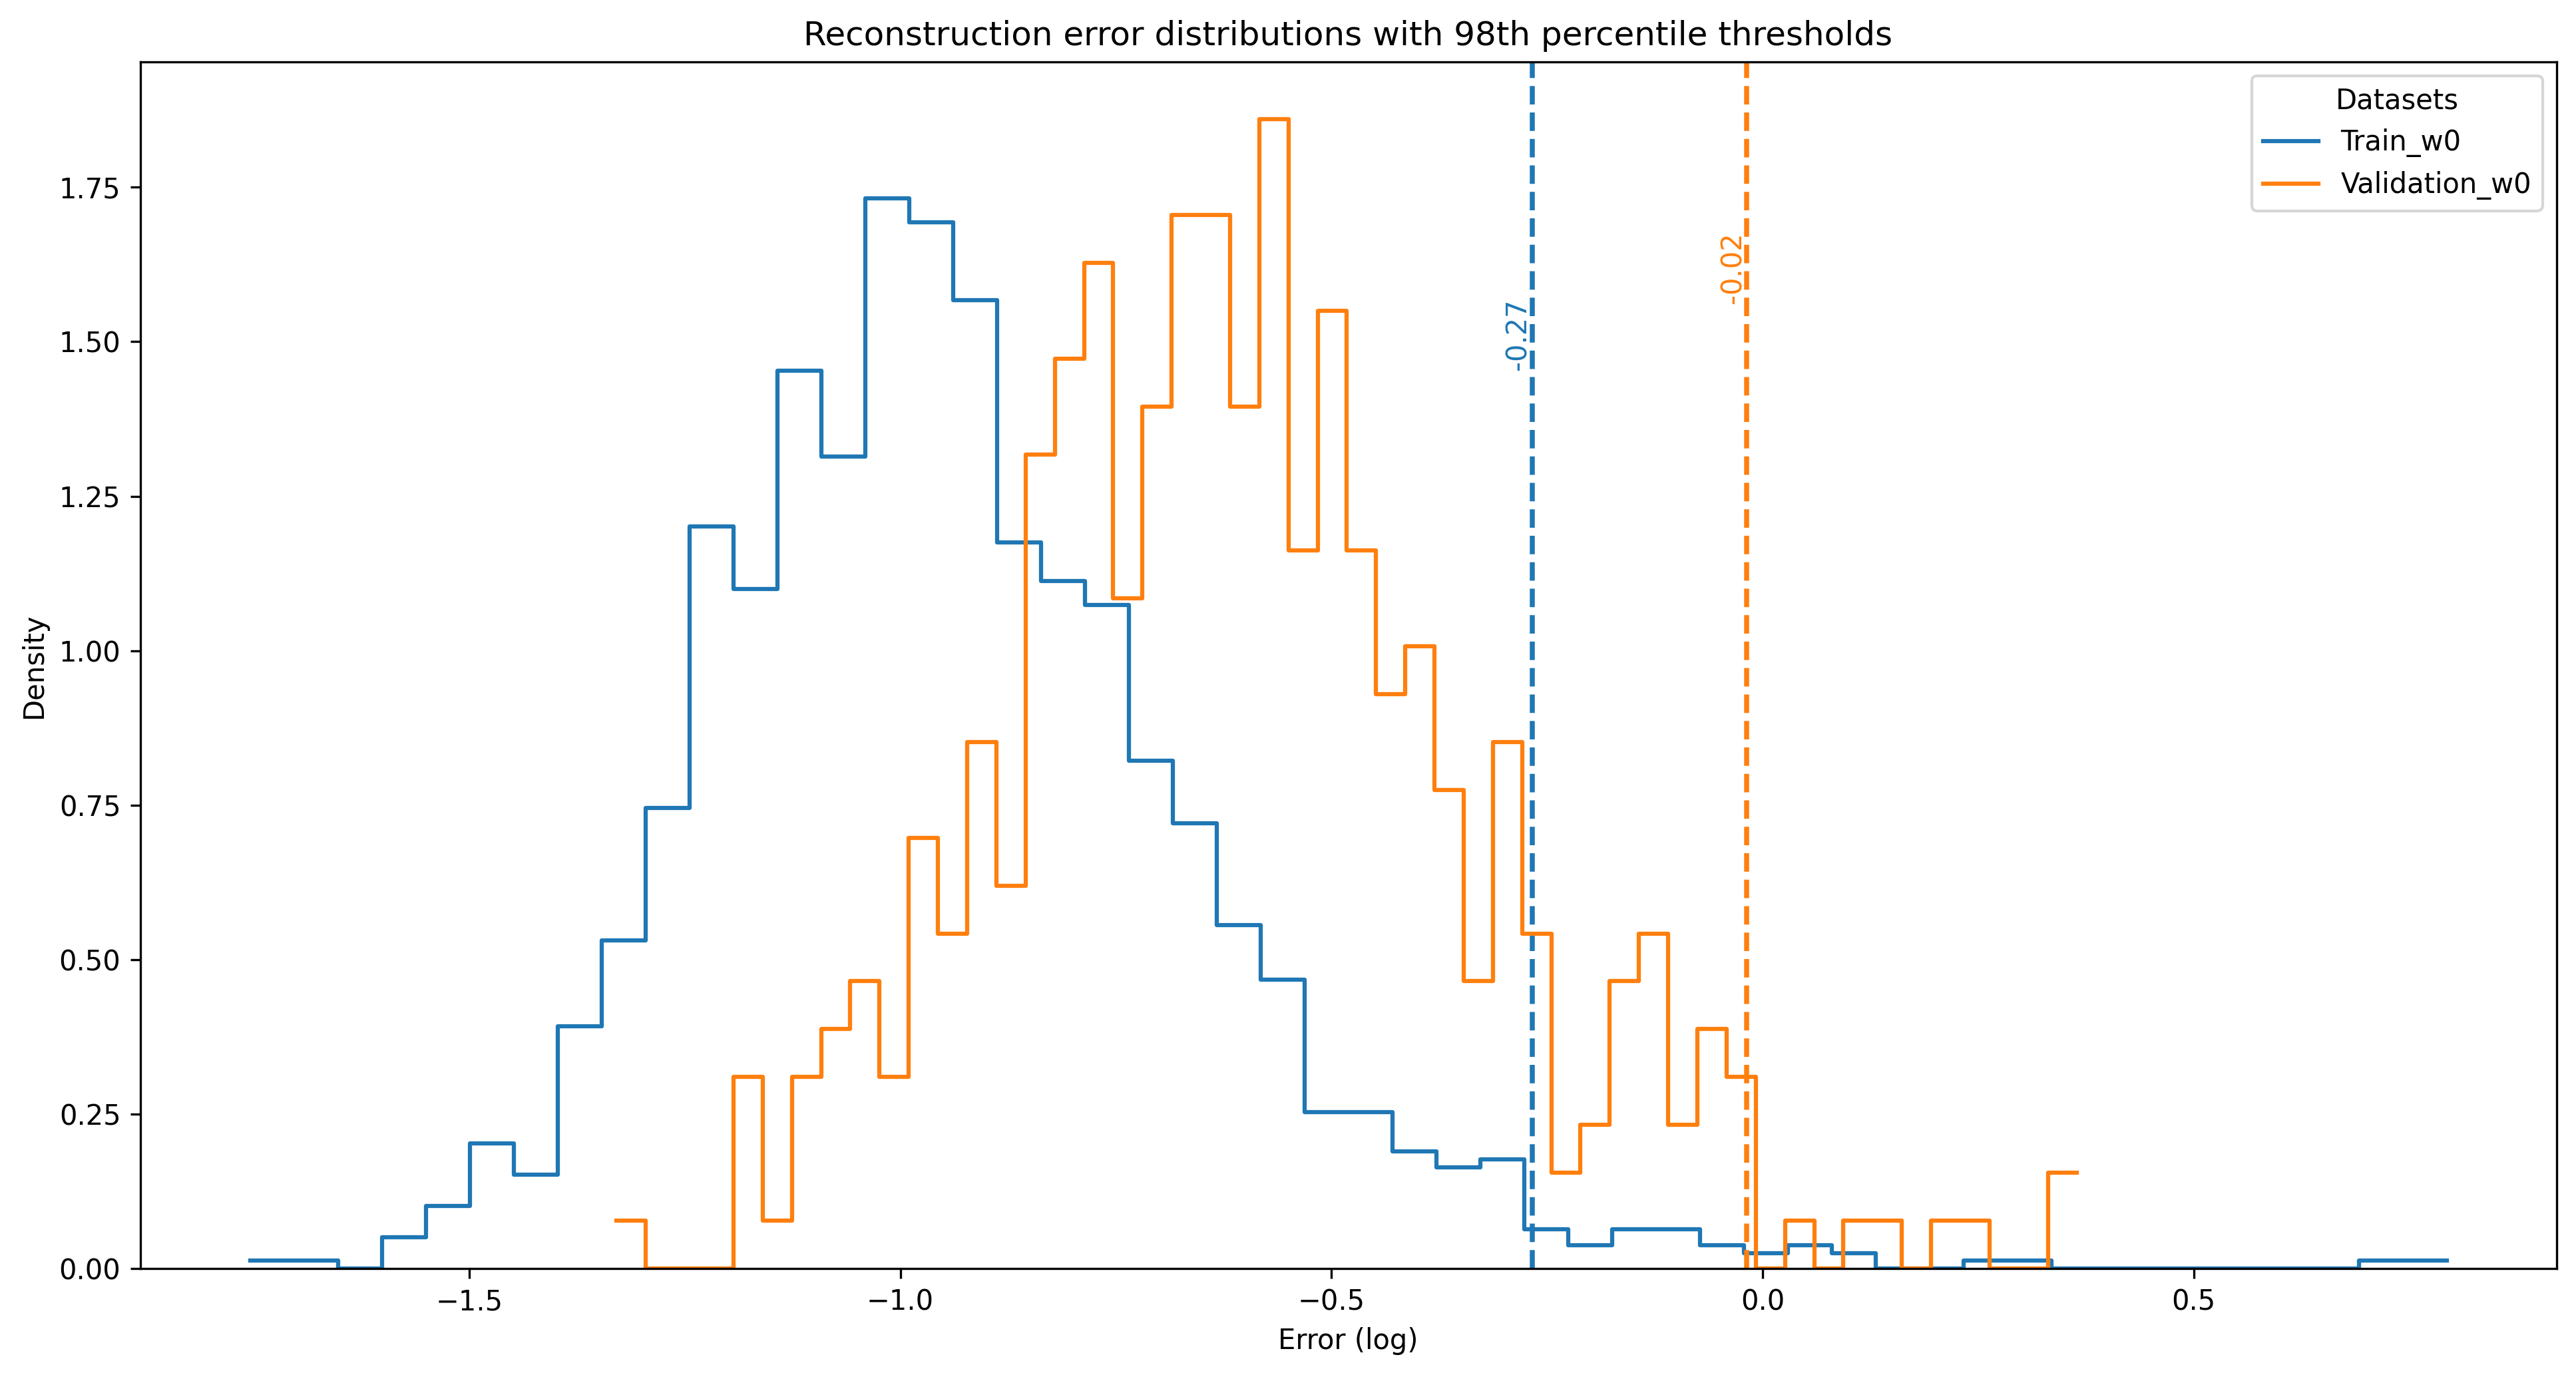 Reconstruction error distributions with 98th percentile thresholds
Datasets
Train_w0
Validation_w0
-0.02
-0.27
1.75
1.50
1.25
1.00
0.75
0.50
0.25
0.00
Density
−1.5
−1.0
−0.5
0.0
0.5
Error (log)